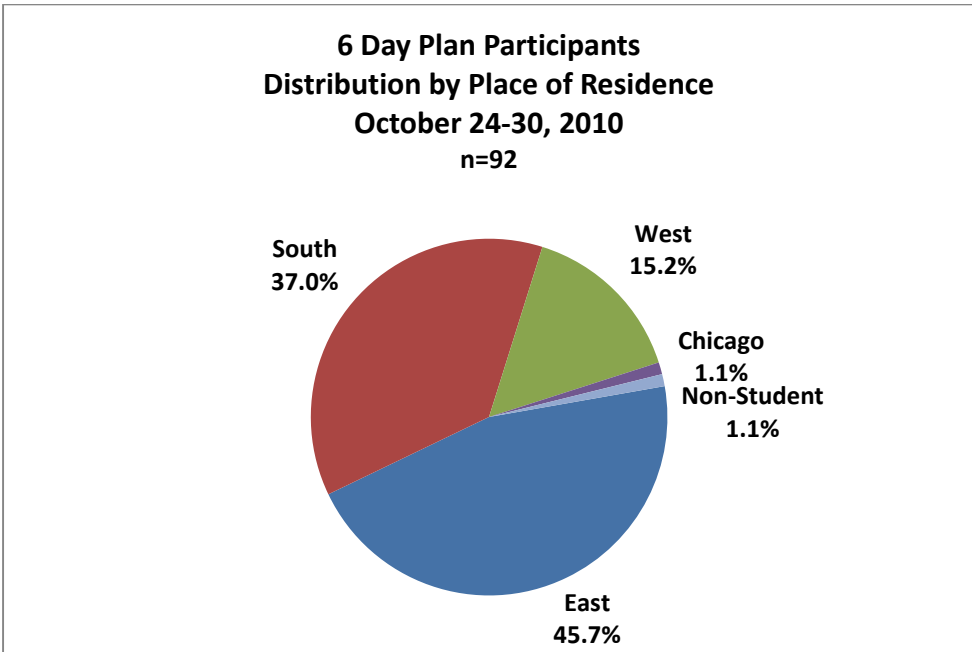 6 Day Plan Participants
Distribution by Place of Residence
October 24-30, 2010
n=92
West
15.2%
South
37.0%
Chicago
1.1%
Non-Student
1.1%
East
45.7%